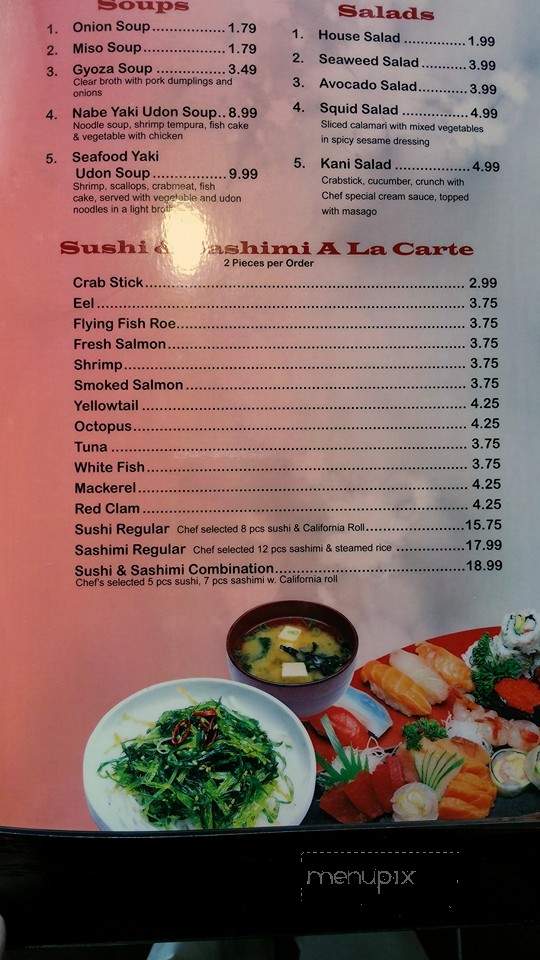 Soups
1. Onion Soup.................. 1.79
2. Miso Soup.................... 1.79
3. Gyoza Soup ................. 3.49
Clear broth with pork dumplings and
onions
4. Nabe Yaki Udon Soup.. 8.99
Noodle soup, shrimp tempura, fish cake
& vegetable with chicken
5. Seafood Yaki
Udon Soup .................. 9.99
Shrimp, scallops, crabmeat, fish
cake, served with vegetable and udon
noodles in a light
Salads
1. House Salad ............... 1.99
2. Seaweed Salad ........... 3.99
3. Avocado Salad............ 3.99
4. Squid Salad ................ 4.99
Sliced calamari with mixed vegetables
in spicy sesame dressing
5. Kani Salad ................... 4.99
Crabstick, cucumber, crunch with
Chef special cream sauce, topped
with masago
Sushi & Sashimi A La Carte
2 Pieces per Order
Crab Stick.................... 2.99
Eel.................... 3.75
Flying Fish Roe.................... 3.75
Fresh Salmon.................... 3.75
Shrimp.................... 3.75
Smoked Salmon.................... 3.75
Yellowtail .................... 4.25
Octopus.................... 4.25
Tuna .................... 3.75
White Fish.................... 3.75
Mackerel.................... 4.25
Red Clam.................... 4.25
Sushi Regular Chef selected 8 pcs sushi & California Roll....................15.75
Sashimi Regular Chef selected 12 pcs sashimi & steamed rice ................17.99
Sushi & Sashimi Combination....................18.99
Chef's selected 5 pcs sushi, 7 pcs sashimi w. California roll
menupix